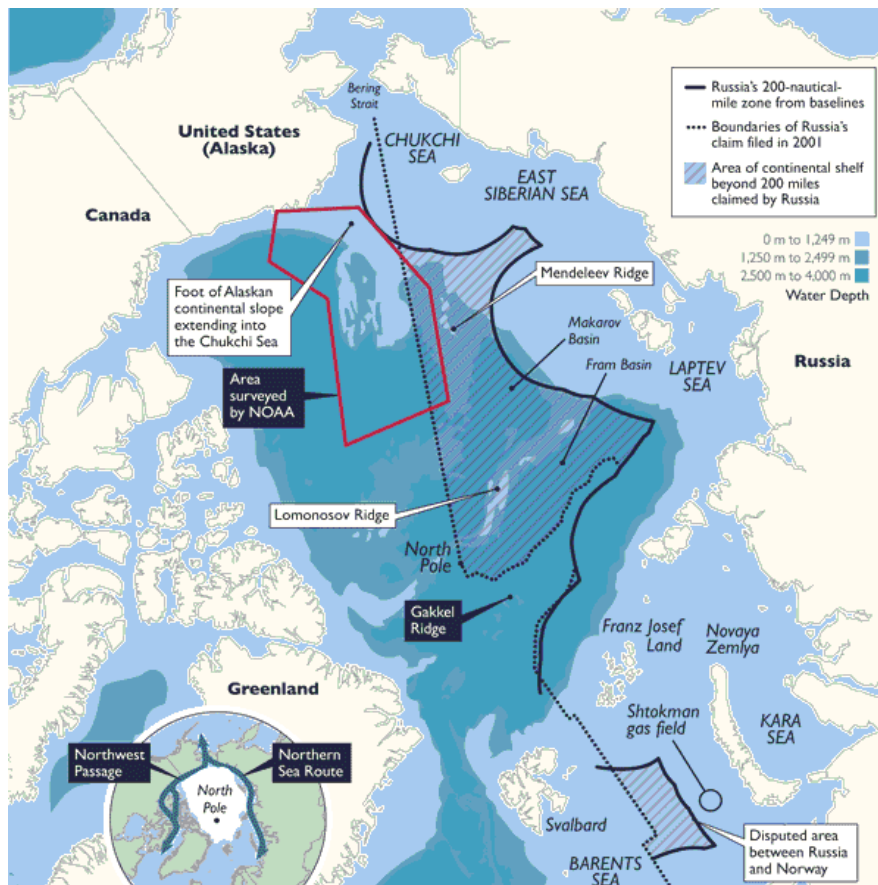 Bering
Strait
United States
(Alaska)
CHUKCHI
SEA
EAST
SIBERIAN SEA
Russia's 200-nautical-
mile zone from baselines
Boundaries of Russia's
claim filed in 2001
Area of continental shelf
beyond 200 miles
claimed by Russia
Canada
0 m to 1,249 m
1,250 m to 2,499 m
2,500 m to 4,000 m
Water Depth
Foot of Alaskan
continental slope
extending into
the Chukchi Sea
Mendeleev Ridge
Makarov
Basin
Fram Basin
LAPTEV
SEA
Russia
Area
surveyed
by NOAA
Lomonosov Ridge
North
Pole
Gakkel
Ridge
Franz Josef
Land
Novaya
Zemlya
Greenland
Shtokman
gas field
KARA
SEA
Northwest
Passage
Northern
Sea Route
North
Pole
Svalbard
BARENTS
SEA
Disputed area
between Russia
and Norway